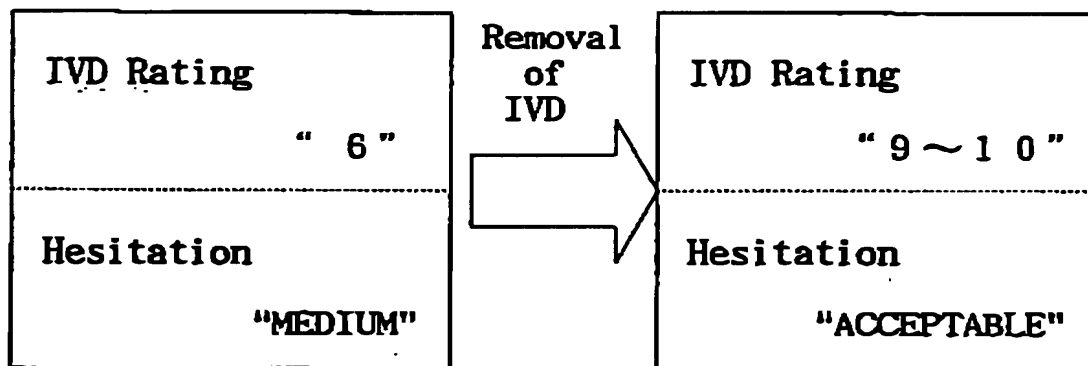 IVD Rating
“ 6 ”
Hesitation
"MEDIUM"
Removal
of
IVD
IVD Rating
“ 9～1 0 ”
Hesitation
"ACCEPTABLE"